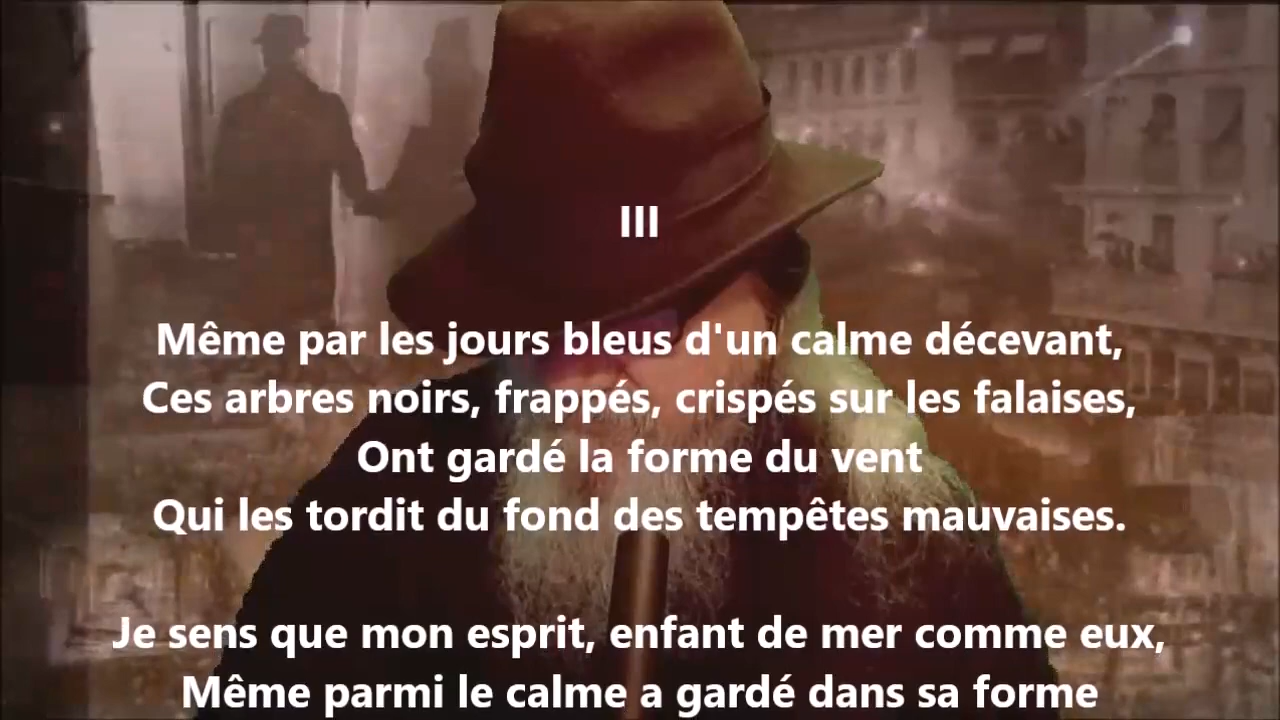 III
Même par les jours bleus d'un calme décevant,
Ces arbres noirs, frappés, crispés sur les falaises,
Ont gardé la forme du vent
Qui les tordit du fond des tempêtes mauvaises.
Je sens que mon esprit, enfant de mer comme eux,
Même parmi le calme a gardé dans sa forme